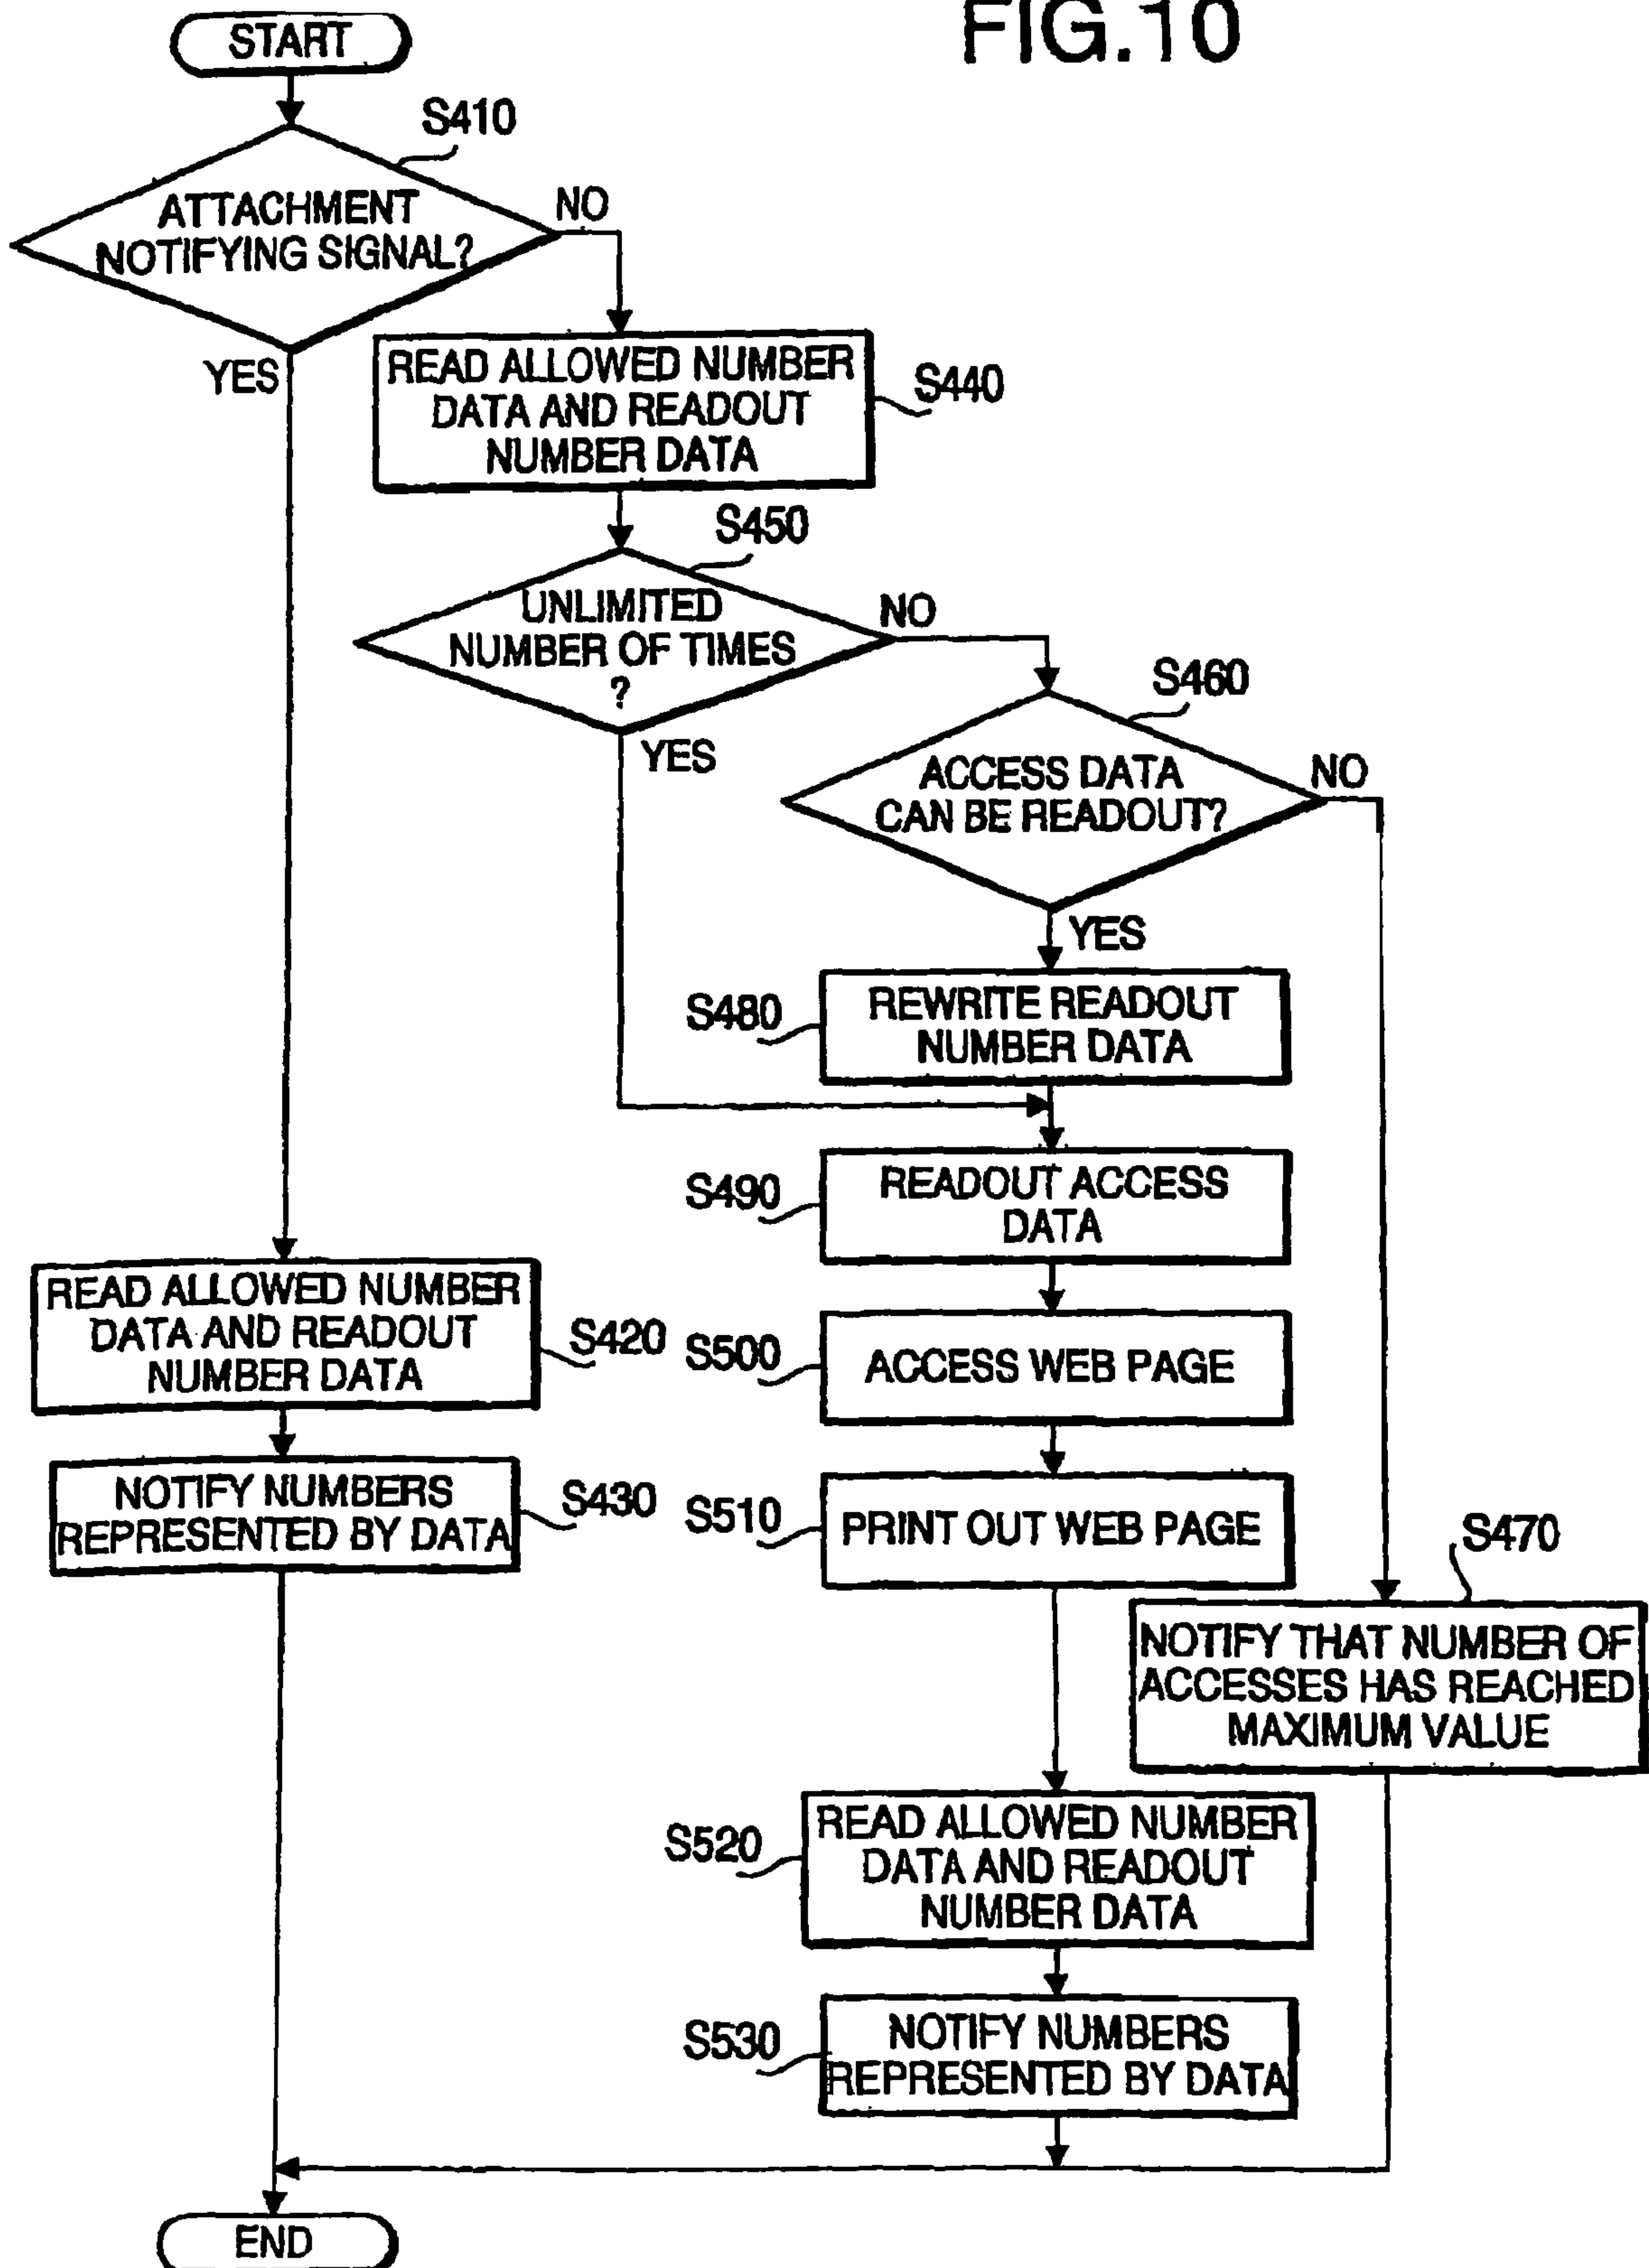 FIG.10
START
S410
ATTACHMENT
NOTIFYING SIGNAL?
NO
YES
READ ALLOWED NUMBER
DATA AND READOUT
NUMBER DATA
S440
S450
UNLIMITED
NUMBER OF TIMES
?
NO
YES
S460
ACCESS DATA
CAN BE READOUT?
NO
YES
S480
REWRITE READOUT
NUMBER DATA
S490
READOUT ACCESS
DATA
READ ALLOWED NUMBER
DATA AND READOUT
NUMBER DATA
S420
S500
ACCESS WEB PAGE
NOTIFY NUMBERS
REPRESENTED BY DATA
S430
S510
PRINT OUT WEB PAGE
S470
NOTIFY THAT NUMBER OF
ACCESSES HAS REACHED
MAXIMUM VALUE
S520
READ ALLOWED NUMBER
DATA AND READOUT
NUMBER DATA
S530
NOTIFY NUMBERS
REPRESENTED BY DATA
END